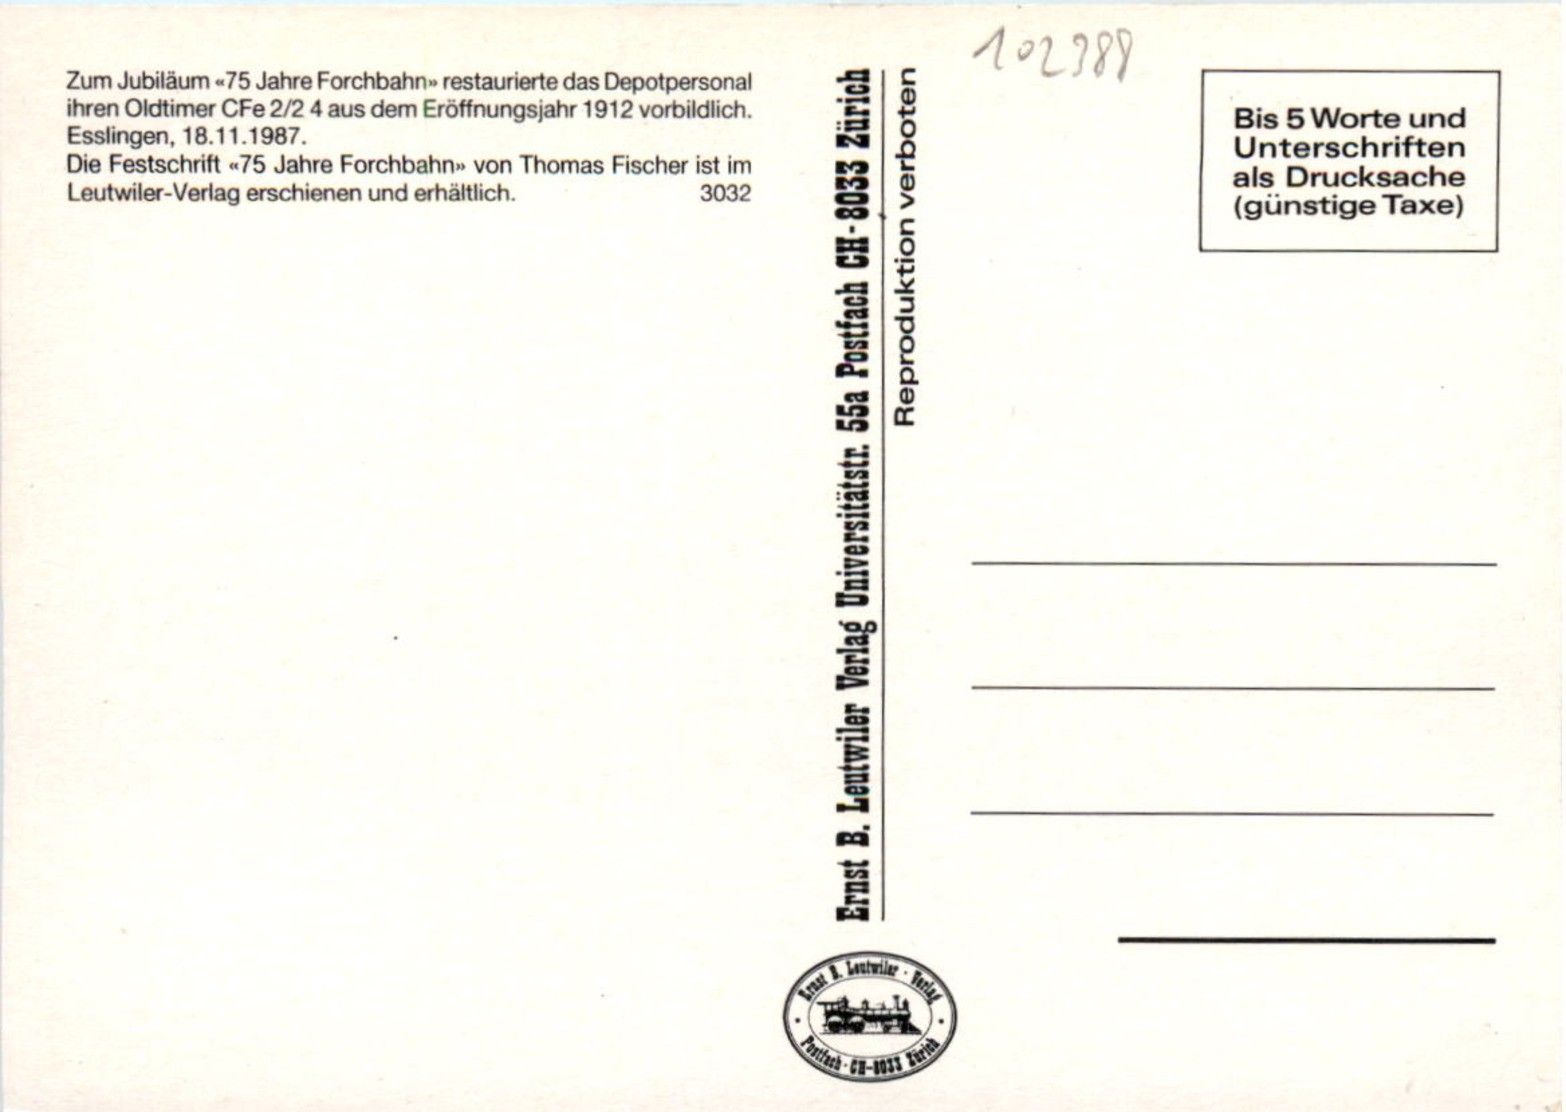 Zum Jubiläum «75 Jahre Forchbahn» restaurierte das Depotpersonal
ihren Oldtimer CFe 2/2 4 aus dem Eröffnungsjahr 1912 vorbildlich.
Esslingen, 18.11.1987.
Die Festschrift «75 Jahre Forchbahn» von Thomas Fischer ist im
Leutwiler-Verlag erschienen und erhältlich. 3032
Ernst B. Leutwiler Verlag Universitätstr. 55a Postfach CH-8033 Zürich
Reproduktion verboten
102388
Bis 5 Worte und
Unterschriften
als Drucksache
(günstige Taxe)
Ernst B. Leutwiler · Verlag
· Postfach · CH-8033 Zürich ·